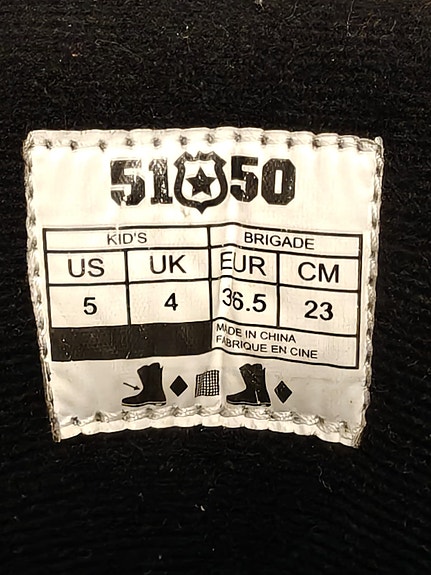 51 50
KID'S BRIGADE
US UK EUR CM
5 4 36.5 23
MADE IN CHINA
FABRIQUE EN CINE